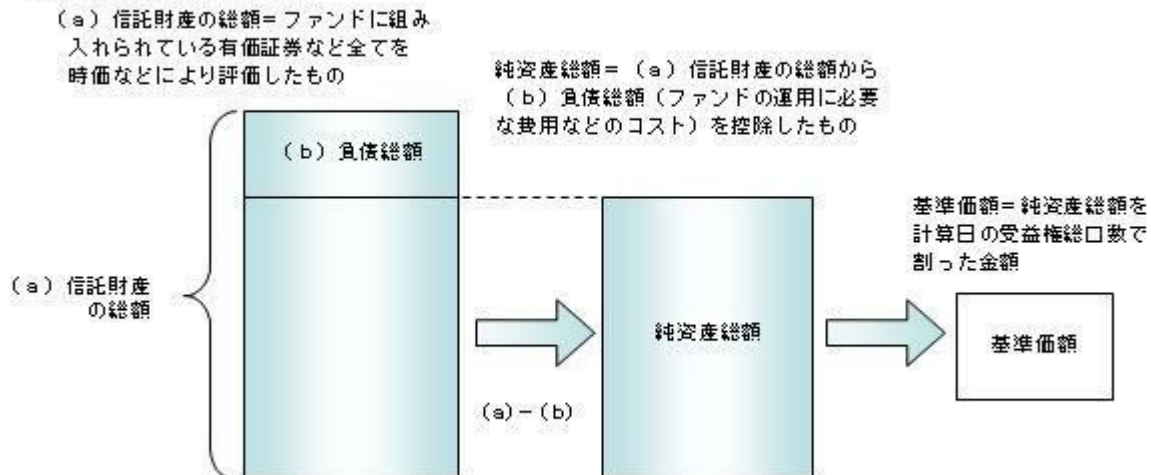 （a）信託財産の総額＝ファンドに組み
入れられている有価証券など全てを
時価などにより評価したもの
純資産総額＝（a）信託財産の総額から
（b）負債総額（ファンドの運用に必要
な費用などのコスト）を控除したもの
（b）負債総額
基準価額＝純資産総額を
計算日の受益権総口数で
割った金額
（a）信託財産
の総額
純資産総額
基準価額
（a）－（b）